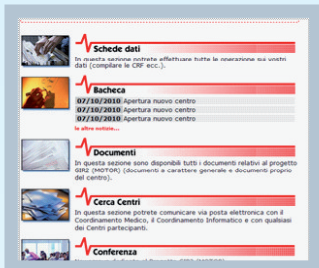 Schede dati
In questa sezione potrete effettuare tutte le operazione sui vostri
dati (compilare le CRF ecc.).
Bacheca
07/10/2010 Apertura nuovo centro
07/10/2010 Apertura nuovo centro
07/10/2010 Apertura nuovo centro
le altre notizie...
Documenti
In questa sezione sono disponibili tutti i documenti relativi al progetto
GIR2 (MOTOR) (documenti a carattere generale e documenti proprio
del centro).
Cerca Centri
In questa sezione potrete comunicare via posta elettronica con il
Coordinamento Medico, il Coordinamento Informatico e con qualsiasi
dei Centri partecipanti.
Conferenza